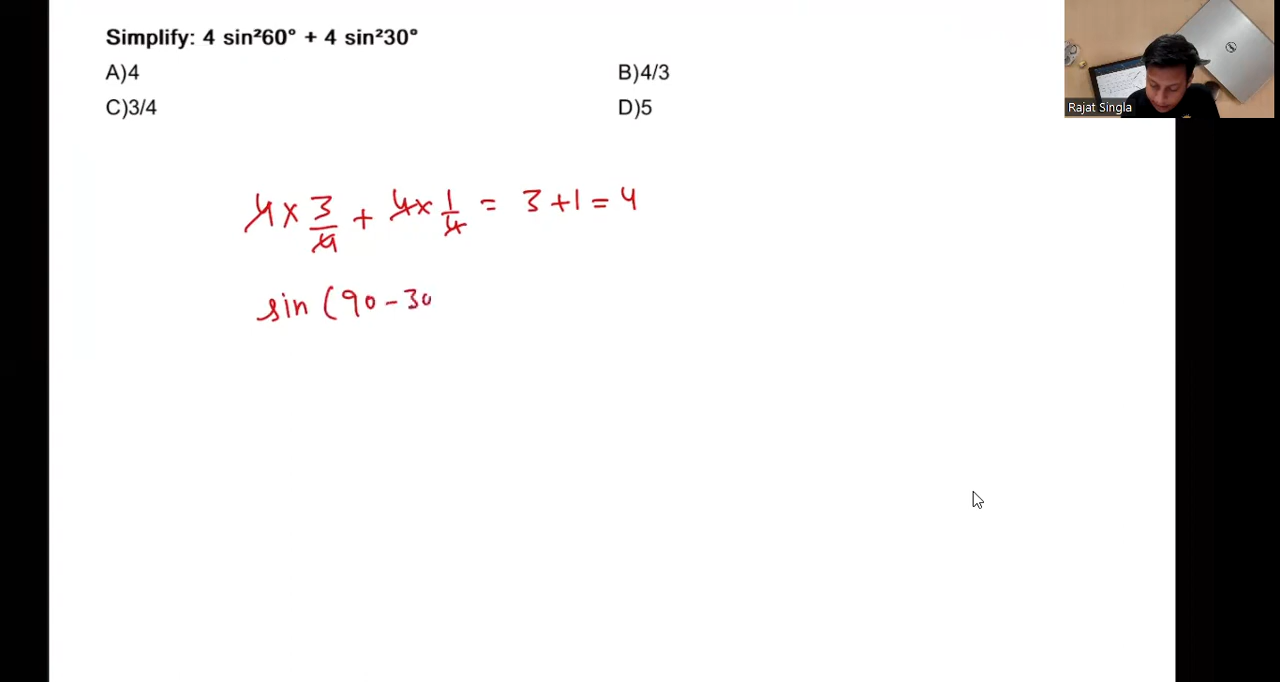 Simplify: 4 sin²60° + 4 sin²30°
A)4 B)4/3
C)3/4 D)5
Rajat Singla
4 × 3/4 + 4 × 1/4 = 3 + 1 = 4
sin (90 - 30